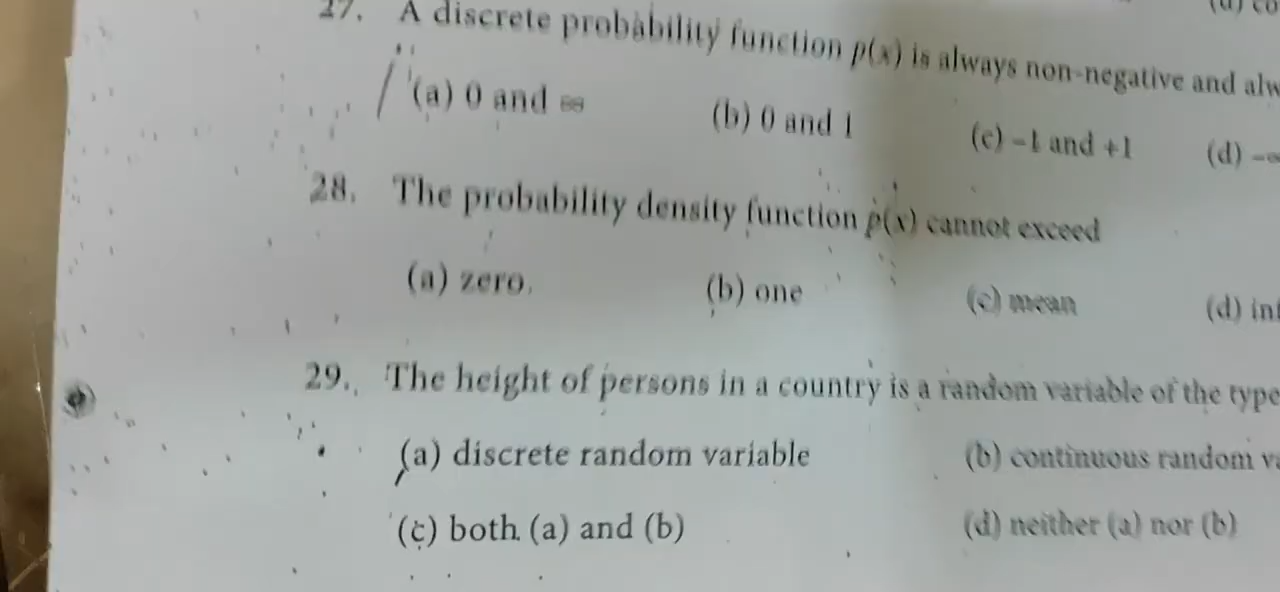 27. A discrete probability function p(x) is always non-negative and alw
(a) 0 and ∞ (b) 0 and 1 (c) –1 and +1 (d) –∞
28. The probability density function p(x) cannot exceed
(a) zero (b) one (c) mean (d) inf
29. The height of persons in a country is a random variable of the type
(a) discrete random variable (b) continuous random va
(c) both (a) and (b) (d) neither (a) nor (b)